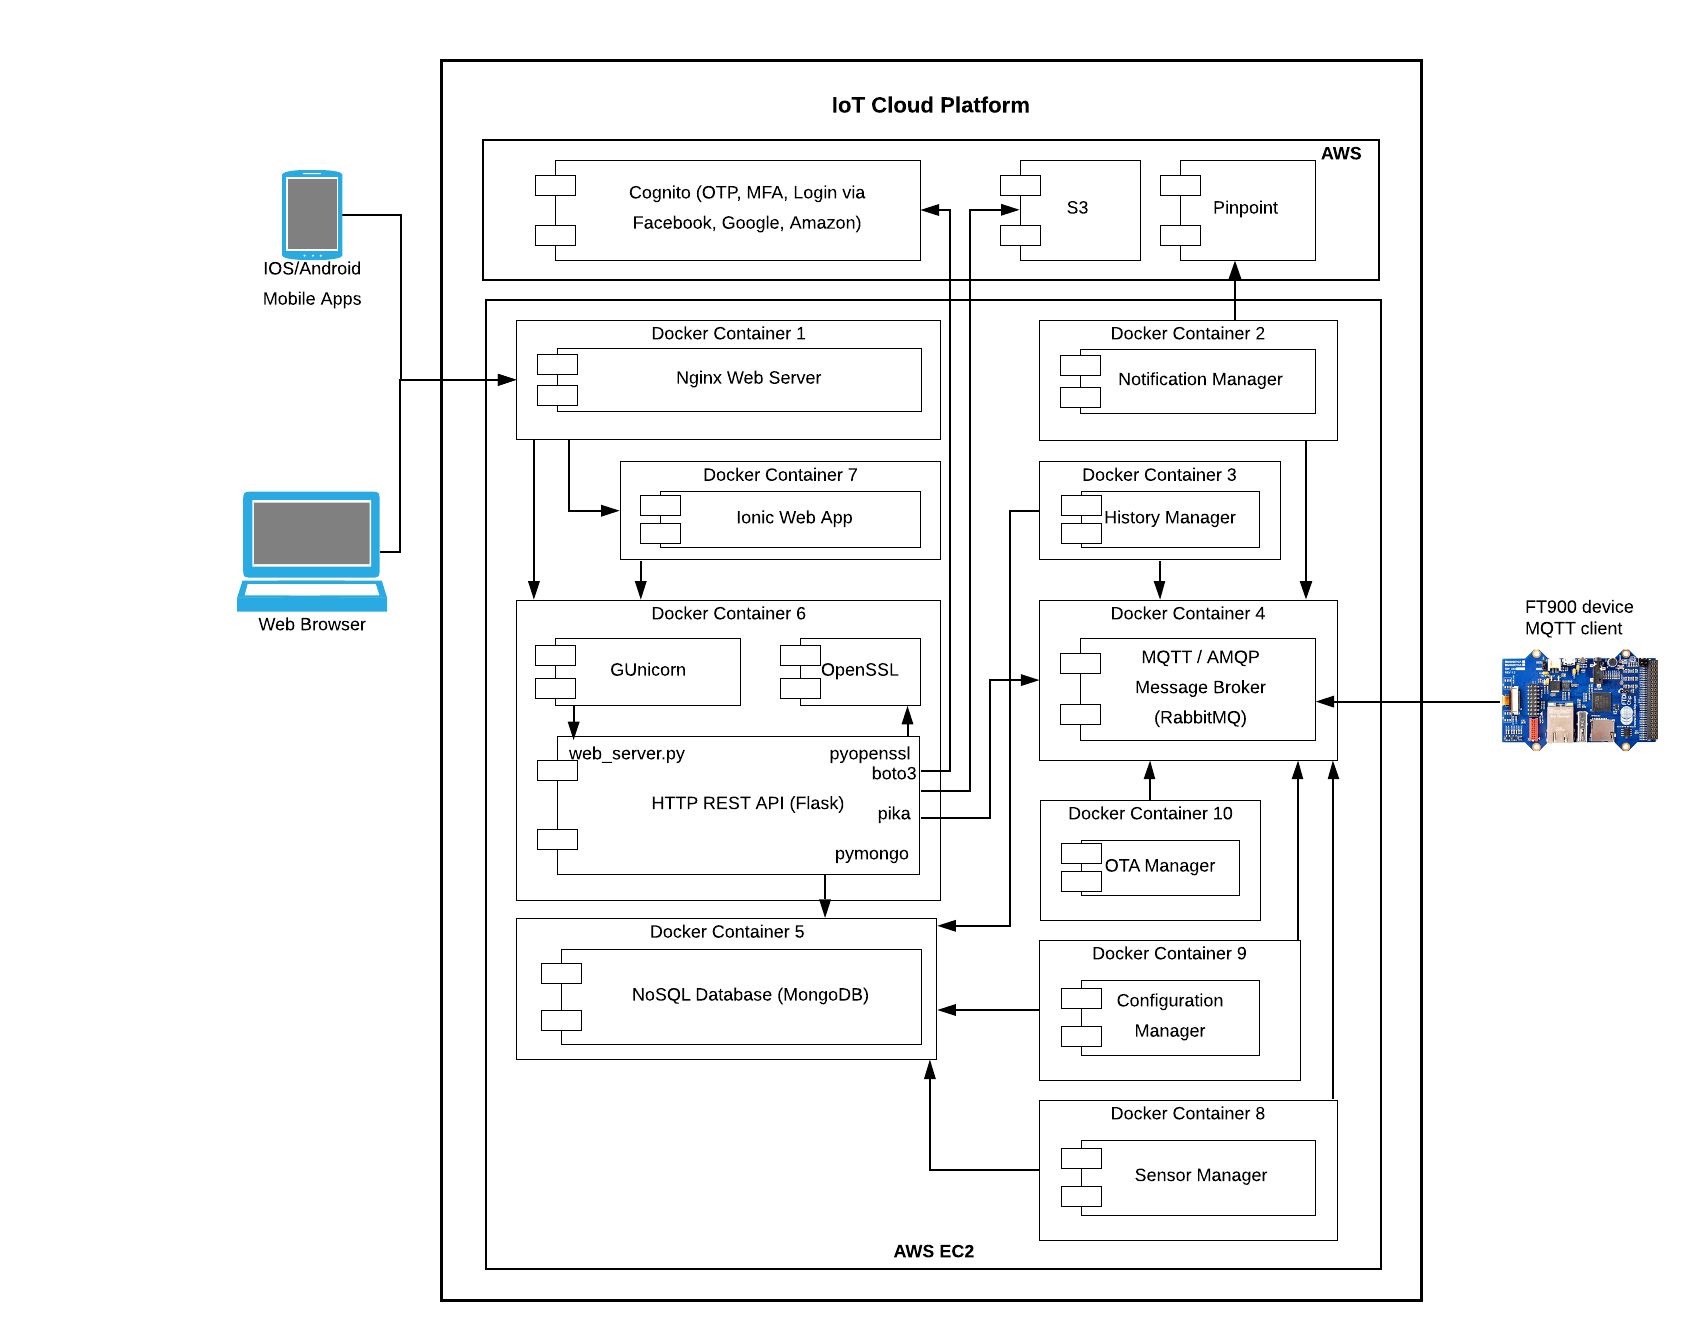 IoT Cloud Platform
AWS
Cognito (OTP, MFA, Login via
Facebook, Google, Amazon)
S3
Pinpoint
IOS/Android
Mobile Apps
Docker Container 1
Nginx Web Server
Docker Container 2
Notification Manager
Docker Container 7
Ionic Web App
Docker Container 3
History Manager
Web Browser
Docker Container 6
GUnicorn
OpenSSL
web_server.py
pyopenssl
boto3
HTTP REST API (Flask)
pika
pymongo
Docker Container 4
MQTT / AMQP
Message Broker
(RabbitMQ)
FT900 device
MQTT client
Docker Container 10
OTA Manager
Docker Container 5
NoSQL Database (MongoDB)
Docker Container 9
Configuration
Manager
Docker Container 8
Sensor Manager
AWS EC2